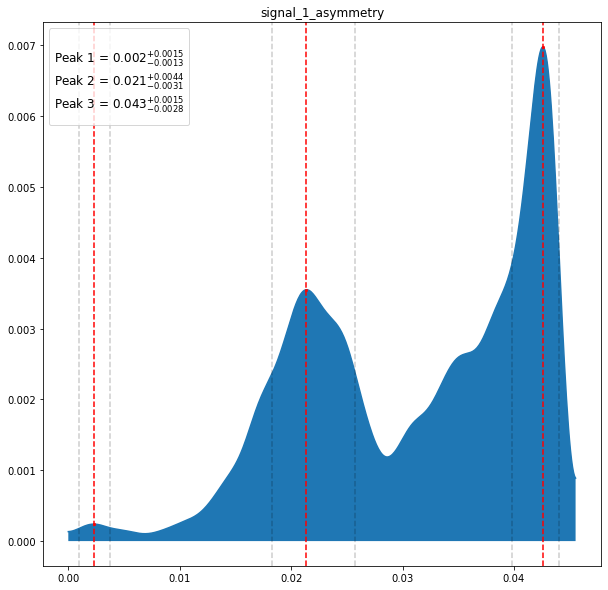 signal_1_asymmetry
Peak 1 = 0.002^{+0.0015}_{-0.0013}
Peak 2 = 0.021^{+0.0044}_{-0.0031}
Peak 3 = 0.043^{+0.0015}_{-0.0028}
0.007
0.006
0.005
0.004
0.003
0.002
0.001
0.000
0.00 0.01 0.02 0.03 0.04